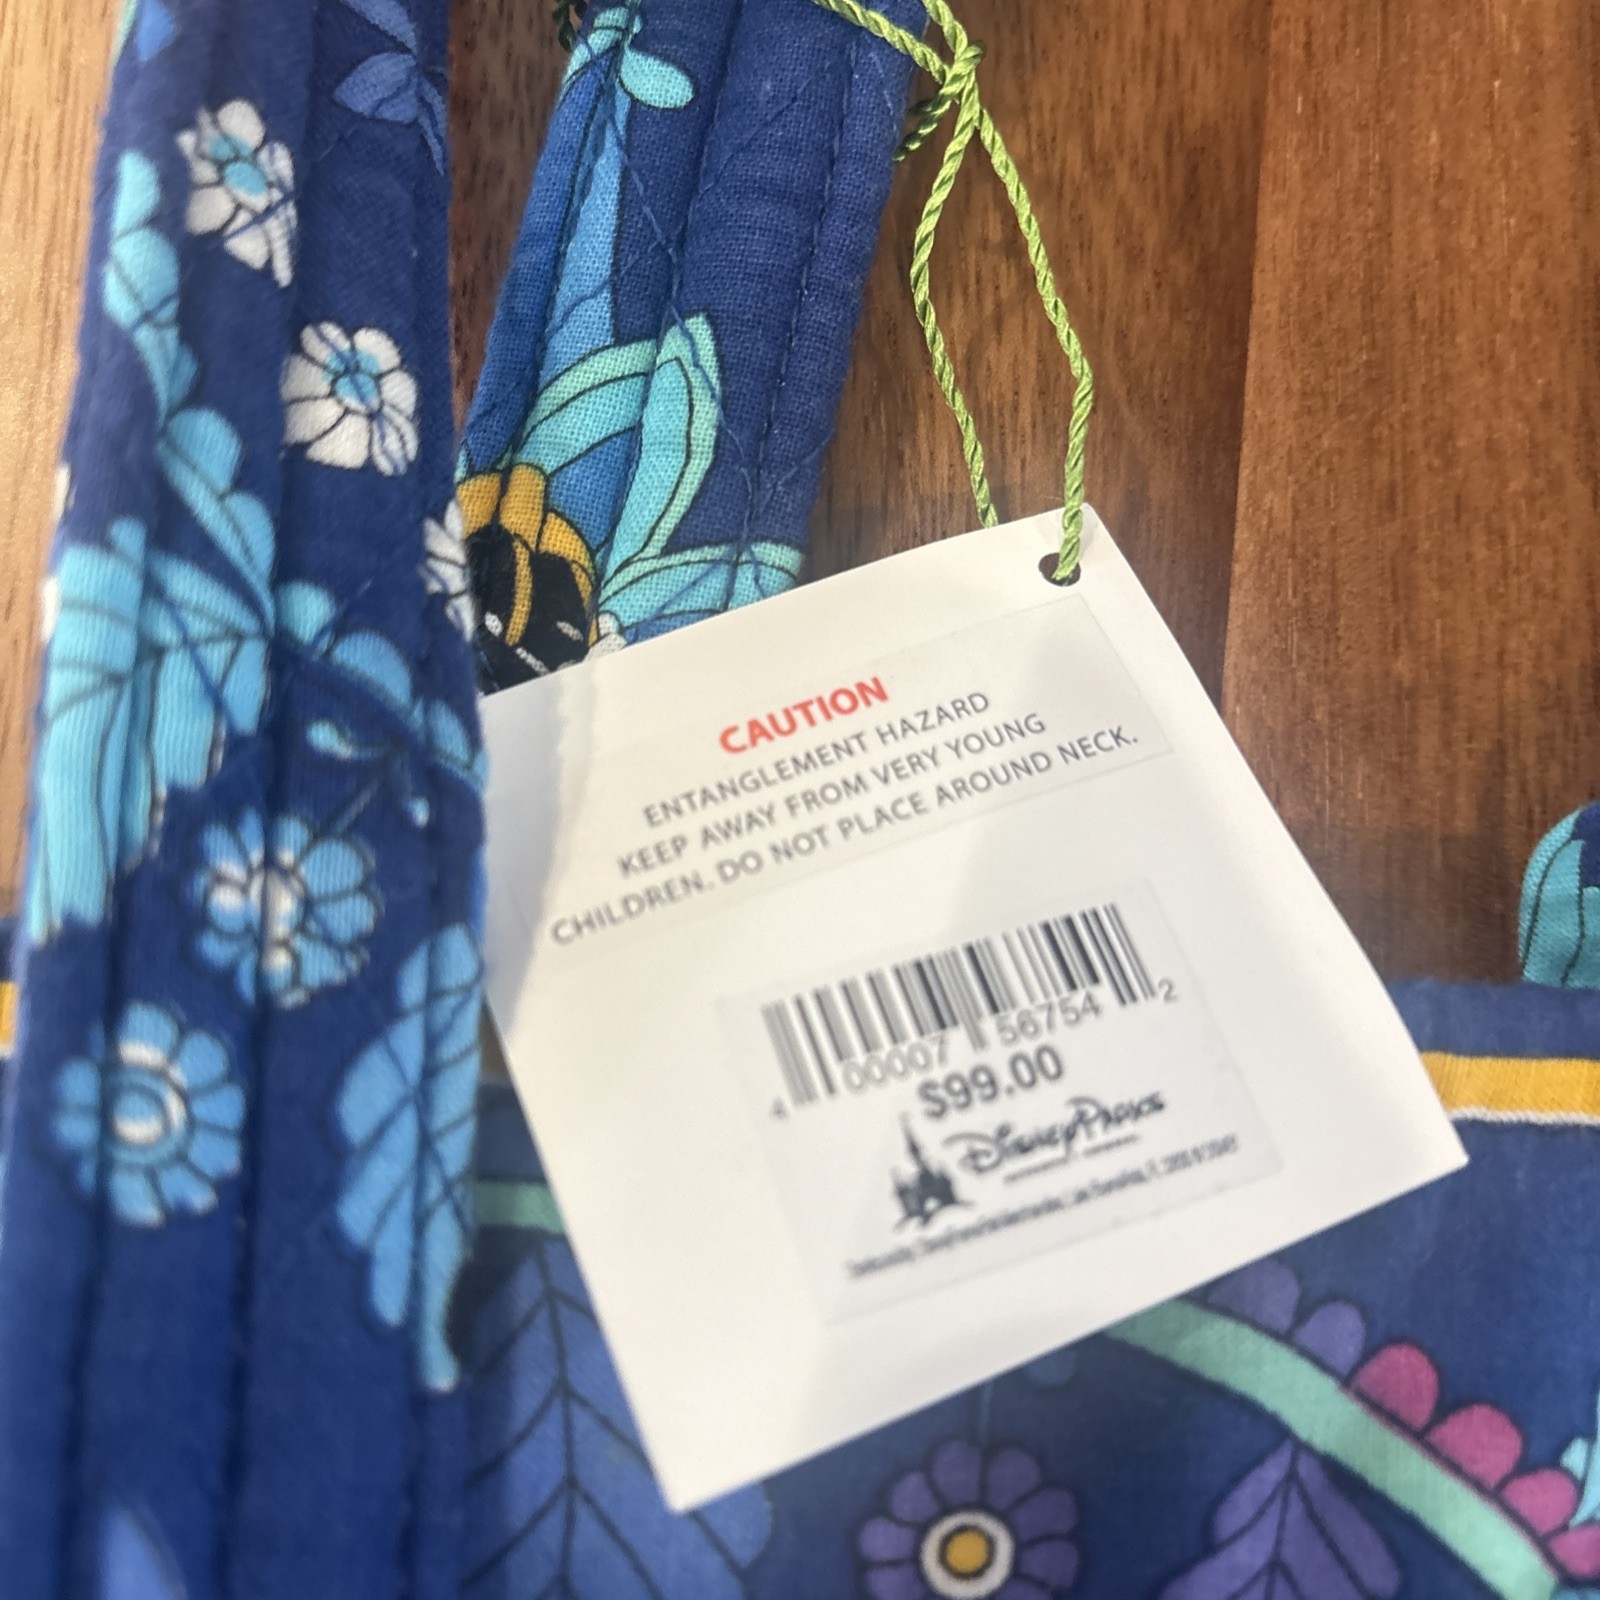 CAUTION
ENTANGLEMENT HAZARD
KEEP AWAY FROM VERY YOUNG
CHILDREN. DO NOT PLACE AROUND NECK.
4 00007 56754 2
$99.00
Disney Parks